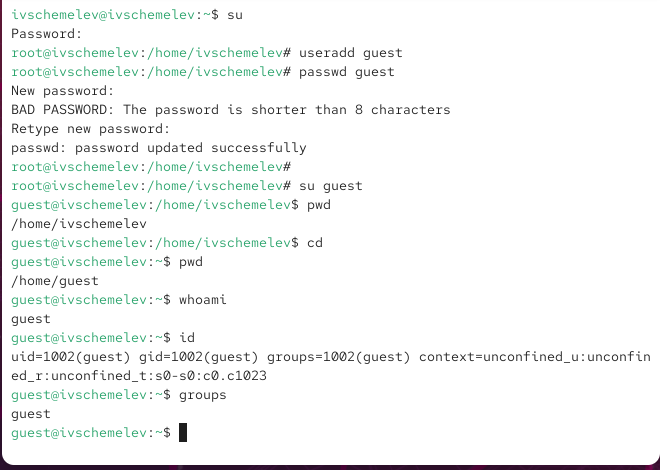 ivschemelev@ivschemelev:~$ su
Password:
root@ivschemelev:/home/ivschemelev# useradd guest
root@ivschemelev:/home/ivschemelev# passwd guest
New password:
BAD PASSWORD: The password is shorter than 8 characters
Retype new password:
passwd: password updated successfully
root@ivschemelev:/home/ivschemelev#
root@ivschemelev:/home/ivschemelev# su guest
guest@ivschemelev:/home/ivschemelev$ pwd
/home/ivschemelev
guest@ivschemelev:/home/ivschemelev$ cd
guest@ivschemelev:~$ pwd
/home/guest
guest@ivschemelev:~$ whoami
guest
guest@ivschemelev:~$ id
uid=1002(guest) gid=1002(guest) groups=1002(guest) context=unconfined_u:unconfin
ed_r:unconfined_t:s0-s0:c0.c1023
guest@ivschemelev:~$ groups
guest
guest@ivschemelev:~$